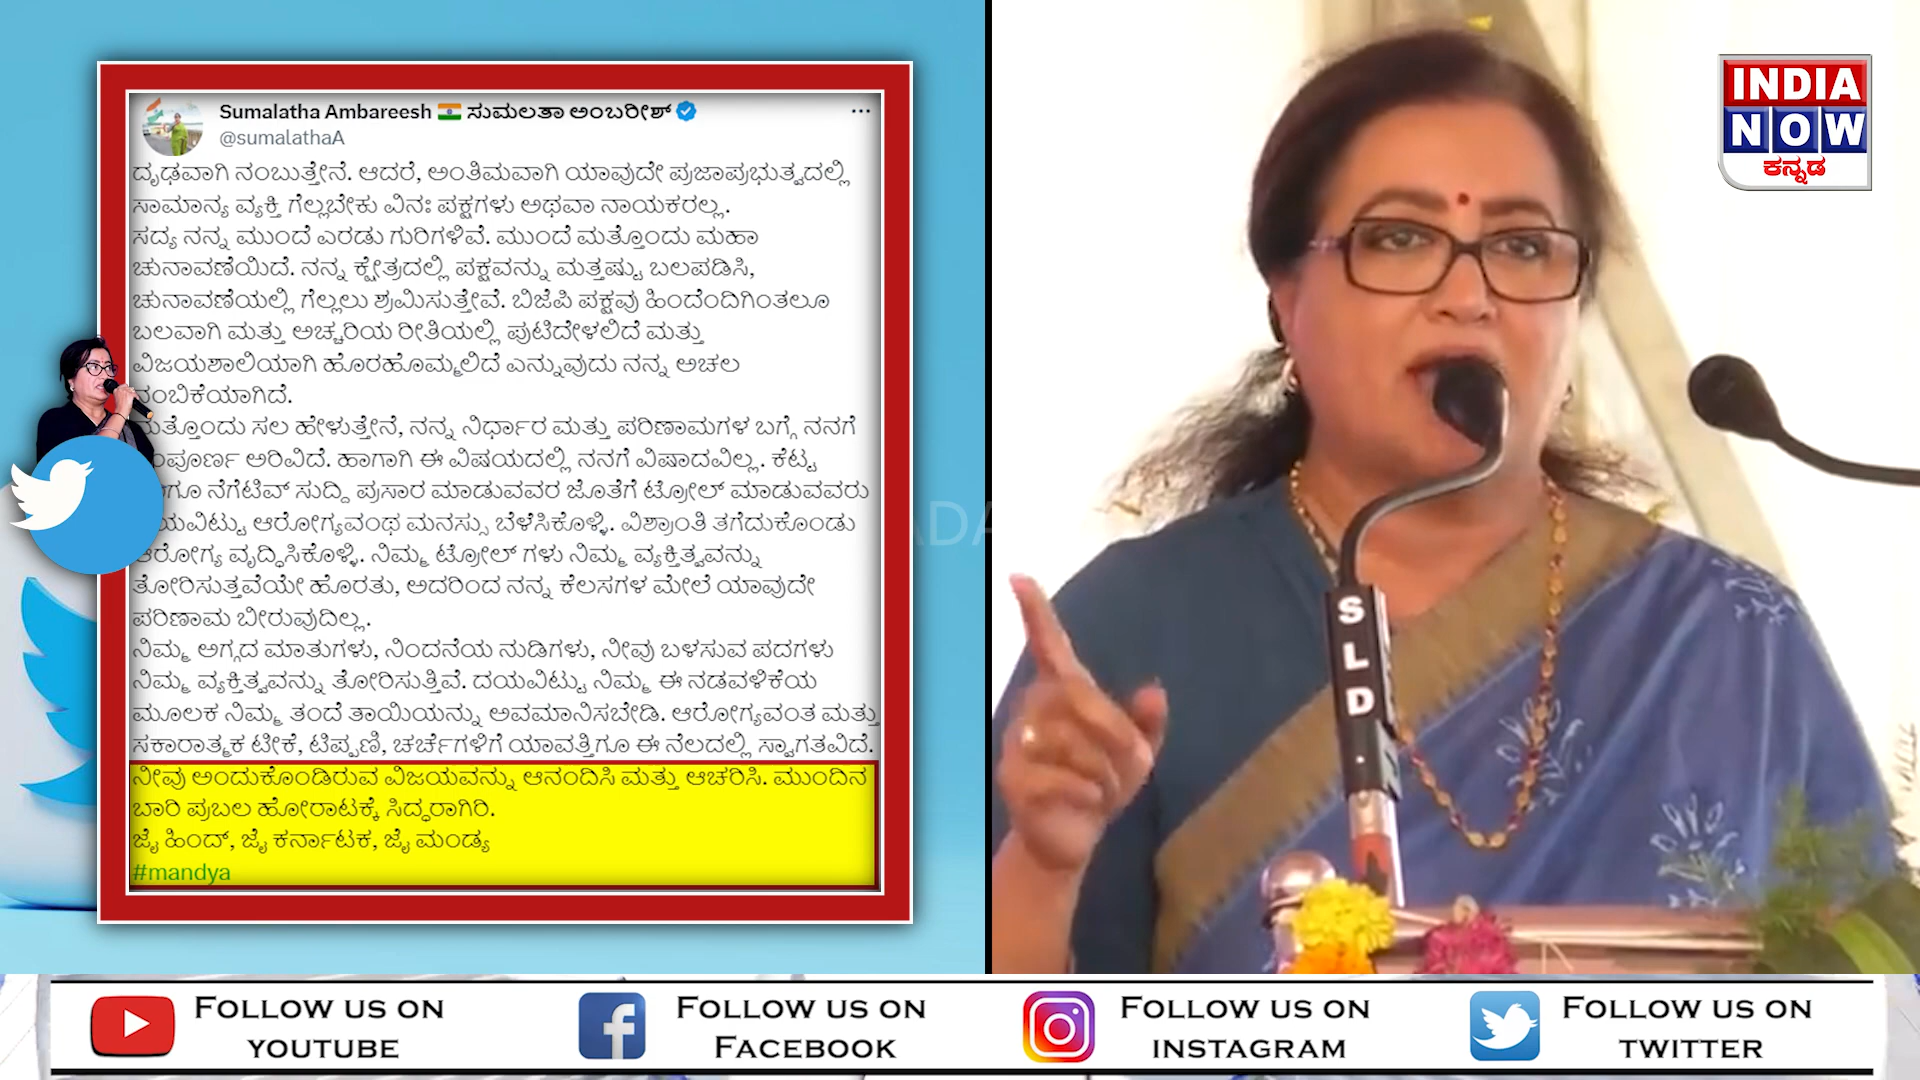 Sumalatha Ambareesh 🇮🇳 ಸುಮಲತಾ ಅಂಬರೀಶ್
@sumalathaA
ದೃಢವಾಗಿ ನಂಬುತ್ತೇನೆ. ಆದರೆ, ಅಂತಿಮವಾಗಿ ಯಾವುದೇ ಪ್ರಜಾಪ್ರಭುತ್ವದಲ್ಲಿ
ಸಾಮಾನ್ಯ ವ್ಯಕ್ತಿ ಗೆಲ್ಲಬೇಕು ವಿನಃ ಪಕ್ಷಗಳು ಅಥವಾ ನಾಯಕರಲ್ಲ.
ಸದ್ಯ ನನ್ನ ಮುಂದೆ ಎರಡು ಗುರಿಗಳಿವೆ. ಮುಂದೆ ಮತ್ತೊಂದು ಮಹಾ
ಚುನಾವಣೆಯಿದೆ. ನನ್ನ ಕ್ಷೇತ್ರದಲ್ಲಿ ಪಕ್ಷವನ್ನು ಮತ್ತಷ್ಟು ಬಲಪಡಿಸಿ,
ಚುನಾವಣೆಯಲ್ಲಿ ಗೆಲ್ಲಲು ಶ್ರಮಿಸುತ್ತೇವೆ. ಬಿಜೆಪಿ ಪಕ್ಷವು ಹಿಂದೆಂದಿಗಿಂತಲೂ
ಬಲವಾಗಿ ಮತ್ತು ಅಚ್ಚರಿಯ ರೀತಿಯಲ್ಲಿ ಪುಟಿದೇಳಲಿದೆ ಮತ್ತು
ವಿಜಯಶಾಲಿಯಾಗಿ ಹೊರಹೊಮ್ಮಲಿದೆ ಎನ್ನುವುದು ನನ್ನ ಅಚಲ
ನಂಬಿಕೆಯಾಗಿದೆ.
ಮತ್ತೊಂದು ಸಲ ಹೇಳುತ್ತೇನೆ, ನನ್ನ ನಿರ್ಧಾರ ಮತ್ತು ಪರಿಣಾಮಗಳ ಬಗ್ಗೆ ನನಗೆ
ಅರಿವಿದೆ. ಹಾಗಾಗಿ ಈ ವಿಷಯದಲ್ಲಿ ನನಗೆ ವಿಷಾದವಿಲ್ಲ. ಕೆಟ್ಟ
ನೆಗೆಟಿವ್ ಸುದ್ದಿ ಪ್ರಸಾರ ಮಾಡುವವರ ಜೊತೆಗೆ ಟ್ರೋಲ್ ಮಾಡುವವರು
ಆರೋಗ್ಯವಂಥ ಮನಸ್ಸು ಬೆಳೆಸಿಕೊಳ್ಳಿ. ವಿಶ್ರಾಂತಿ ತಗೆದುಕೊಂಡು
ಆರೋಗ್ಯ ವೃದ್ಧಿಸಿಕೊಳ್ಳಿ. ನಿಮ್ಮ ಟ್ರೋಲ್ ಗಳು ನಿಮ್ಮ ವ್ಯಕ್ತಿತ್ವವನ್ನು
ತೋರಿಸುತ್ತವೆಯೇ ಹೊರತು, ಅದರಿಂದ ನನ್ನ ಕೆಲಸಗಳ ಮೇಲೆ ಯಾವುದೇ
ಪರಿಣಾಮ ಬೀರುವುದಿಲ್ಲ.
ನಿಮ್ಮ ಅಗ್ಗದ ಮಾತುಗಳು, ನಿಂದನೆಯ ನುಡಿಗಳು, ನೀವು ಬಳಸುವ ಪದಗಳು
ನಿಮ್ಮ ವ್ಯಕ್ತಿತ್ವವನ್ನು ತೋರಿಸುತ್ತಿವೆ. ದಯವಿಟ್ಟು ನಿಮ್ಮ ಈ ನಡವಳಿಕೆಯ
ಮೂಲಕ ನಿಮ್ಮ ತಂದೆ ತಾಯಿಯನ್ನು ಅವಮಾನಿಸಬೇಡಿ. ಆರೋಗ್ಯವಂತ ಮತ್ತು
ಸಕಾರಾತ್ಮಕ ಟೀಕೆ, ಟಿಪ್ಪಣಿ, ಚರ್ಚೆಗಳಿಗೆ ಯಾವತ್ತಿಗೂ ಈ ನೆಲದಲ್ಲಿ ಸ್ವಾಗತವಿದೆ.
ನೀವು ಅಂದುಕೊಂಡಿರುವ ವಿಜಯವನ್ನು ಆನಂದಿಸಿ ಮತ್ತು ಆಚರಿಸಿ. ಮುಂದಿನ
ಬಾರಿ ಪ್ರಬಲ ಹೋರಾಟಕ್ಕೆ ಸಿದ್ಧರಾಗಿರಿ.
ಜೈ ಹಿಂದ್, ಜೈ ಕರ್ನಾಟಕ, ಜೈ ಮಂಡ್ಯ
#mandya
INDIA
NOW
ಕನ್ನಡ
SLD
FOLLOW US ON
YOUTUBE
FOLLOW US ON
FACEBOOK
FOLLOW US ON
INSTAGRAM
FOLLOW US ON
TWITTER